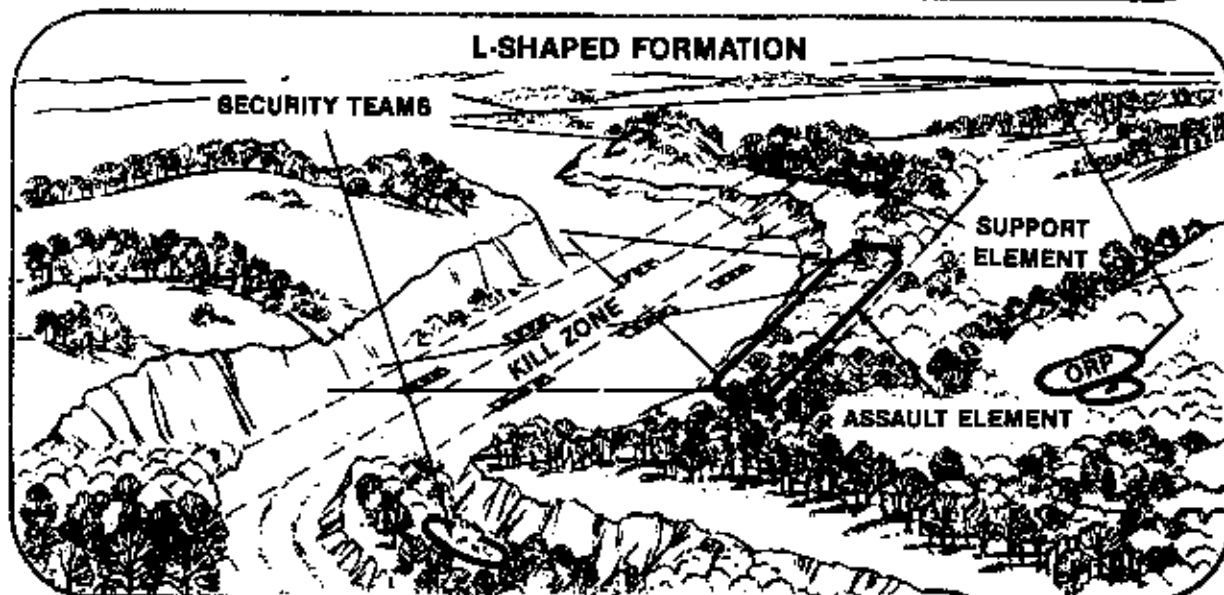 L-SHAPED FORMATION
SECURITY TEAMS
SUPPORT
ELEMENT
KILL ZONE
ORP
ASSAULT ELEMENT